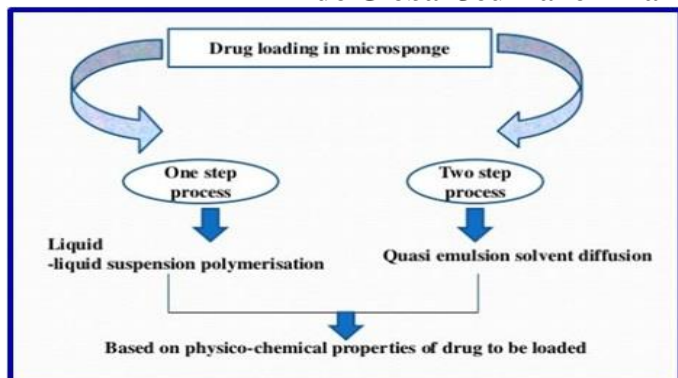 Drug loading in microsponge
One step
process
Two step
process
Liquid
-liquid suspension polymerisation
Quasi emulsion solvent diffusion
Based on physico-chemical properties of drug to be loaded